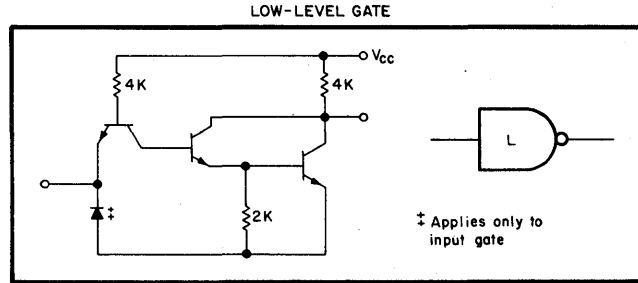 LOW-LEVEL GATE
VCC
4K
4K
2K
L
‡
‡ Applies only to
input gate